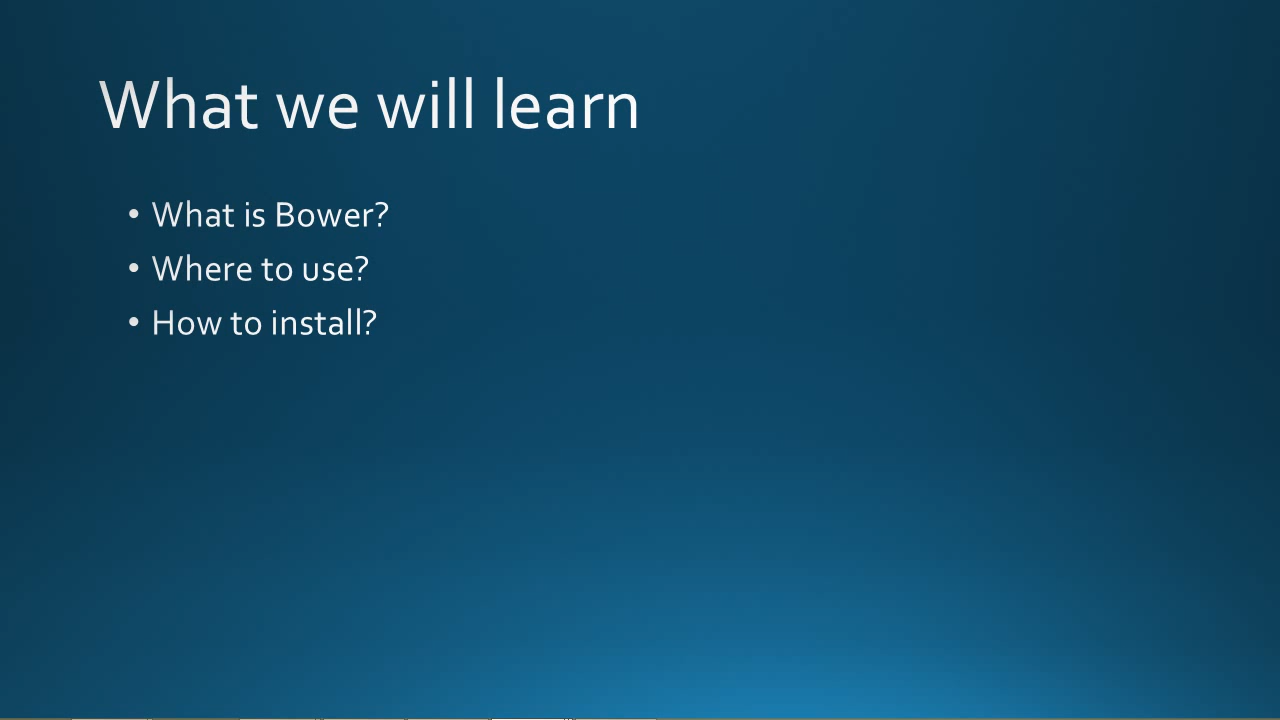 What we will learn
• What is Bower?
• Where to use?
• How to install?